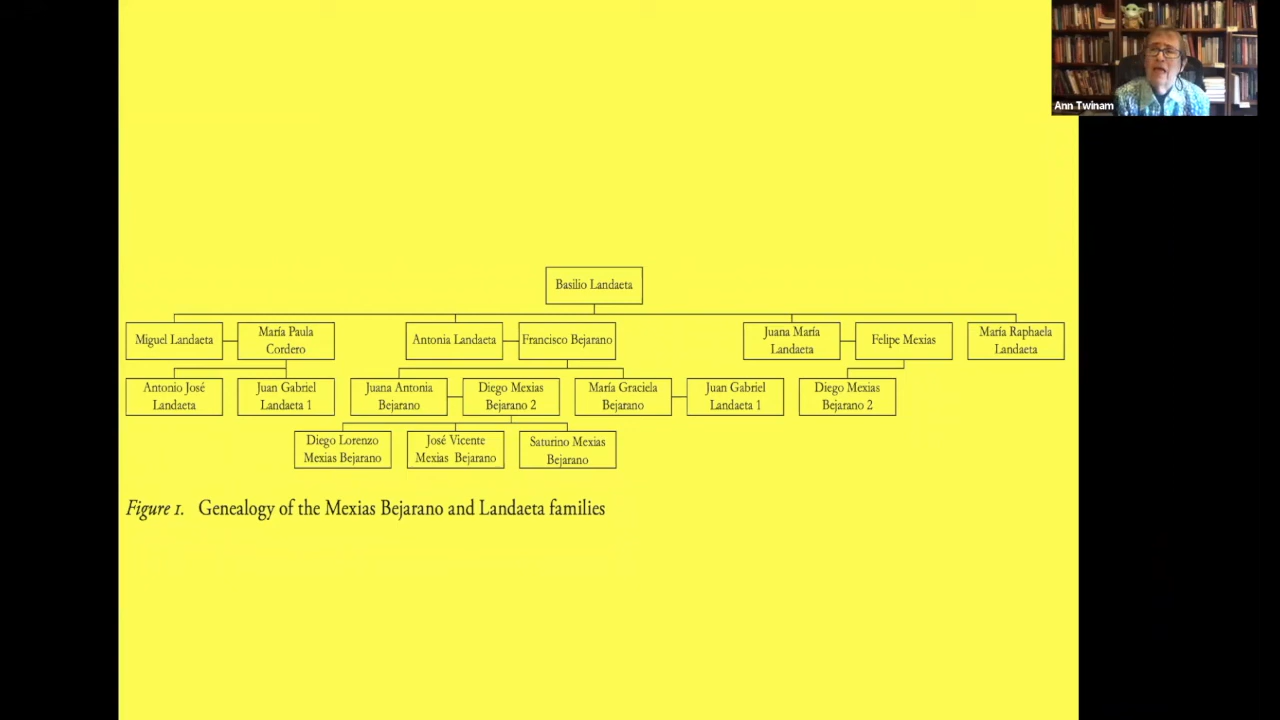 Ann Twinam
Basilio Landaeta
Miguel Landaeta
María Paula
Cordero
Antonia Landaeta
Francisco Bejarano
Juana María
Landaeta
Felipe Mexias
María Raphaela
Landaeta
Antonio José
Landaeta
Juan Gabriel
Landaeta 1
Juana Antonia
Bejarano
Diego Mexias
Bejarano 2
María Graciela
Bejarano
Juan Gabriel
Landaeta 1
Diego Mexias
Bejarano 2
Diego Lorenzo
Mexias Bejarano
José Vicente
Mexias Bejarano
Saturino Mexias
Bejarano
Figure 1. Genealogy of the Mexias Bejarano and Landaeta families